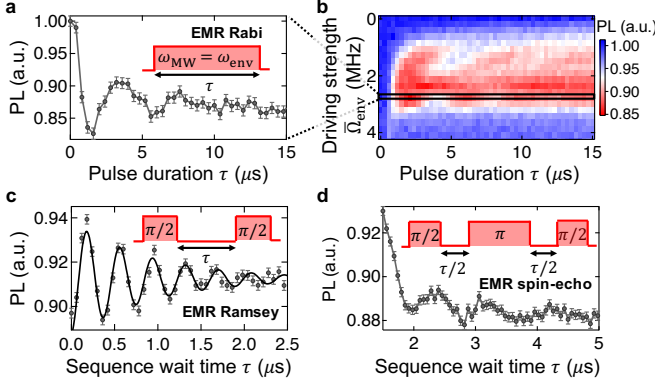 a
EMR Rabi
ω_MW = ω_env
τ
PL (a.u.)
1.00
0.95
0.90
0.85
0
5
10
15
Pulse duration τ (μs)
b
PL (a.u.)
Driving strength
Ω̅_env (MHz)
0
2
4
1.00
0.95
0.90
0.85
0
5
10
15
Pulse duration τ (μs)
c
π/2
π/2
τ
EMR Ramsey
PL (a.u.)
0.94
0.92
0.90
0.0
0.5
1.0
1.5
2.0
2.5
Sequence wait time τ (μs)
d
π/2
π
π/2
τ/2
τ/2
EMR spin-echo
PL (a.u.)
0.92
0.90
0.88
2
3
4
5
Sequence wait time τ (μs)